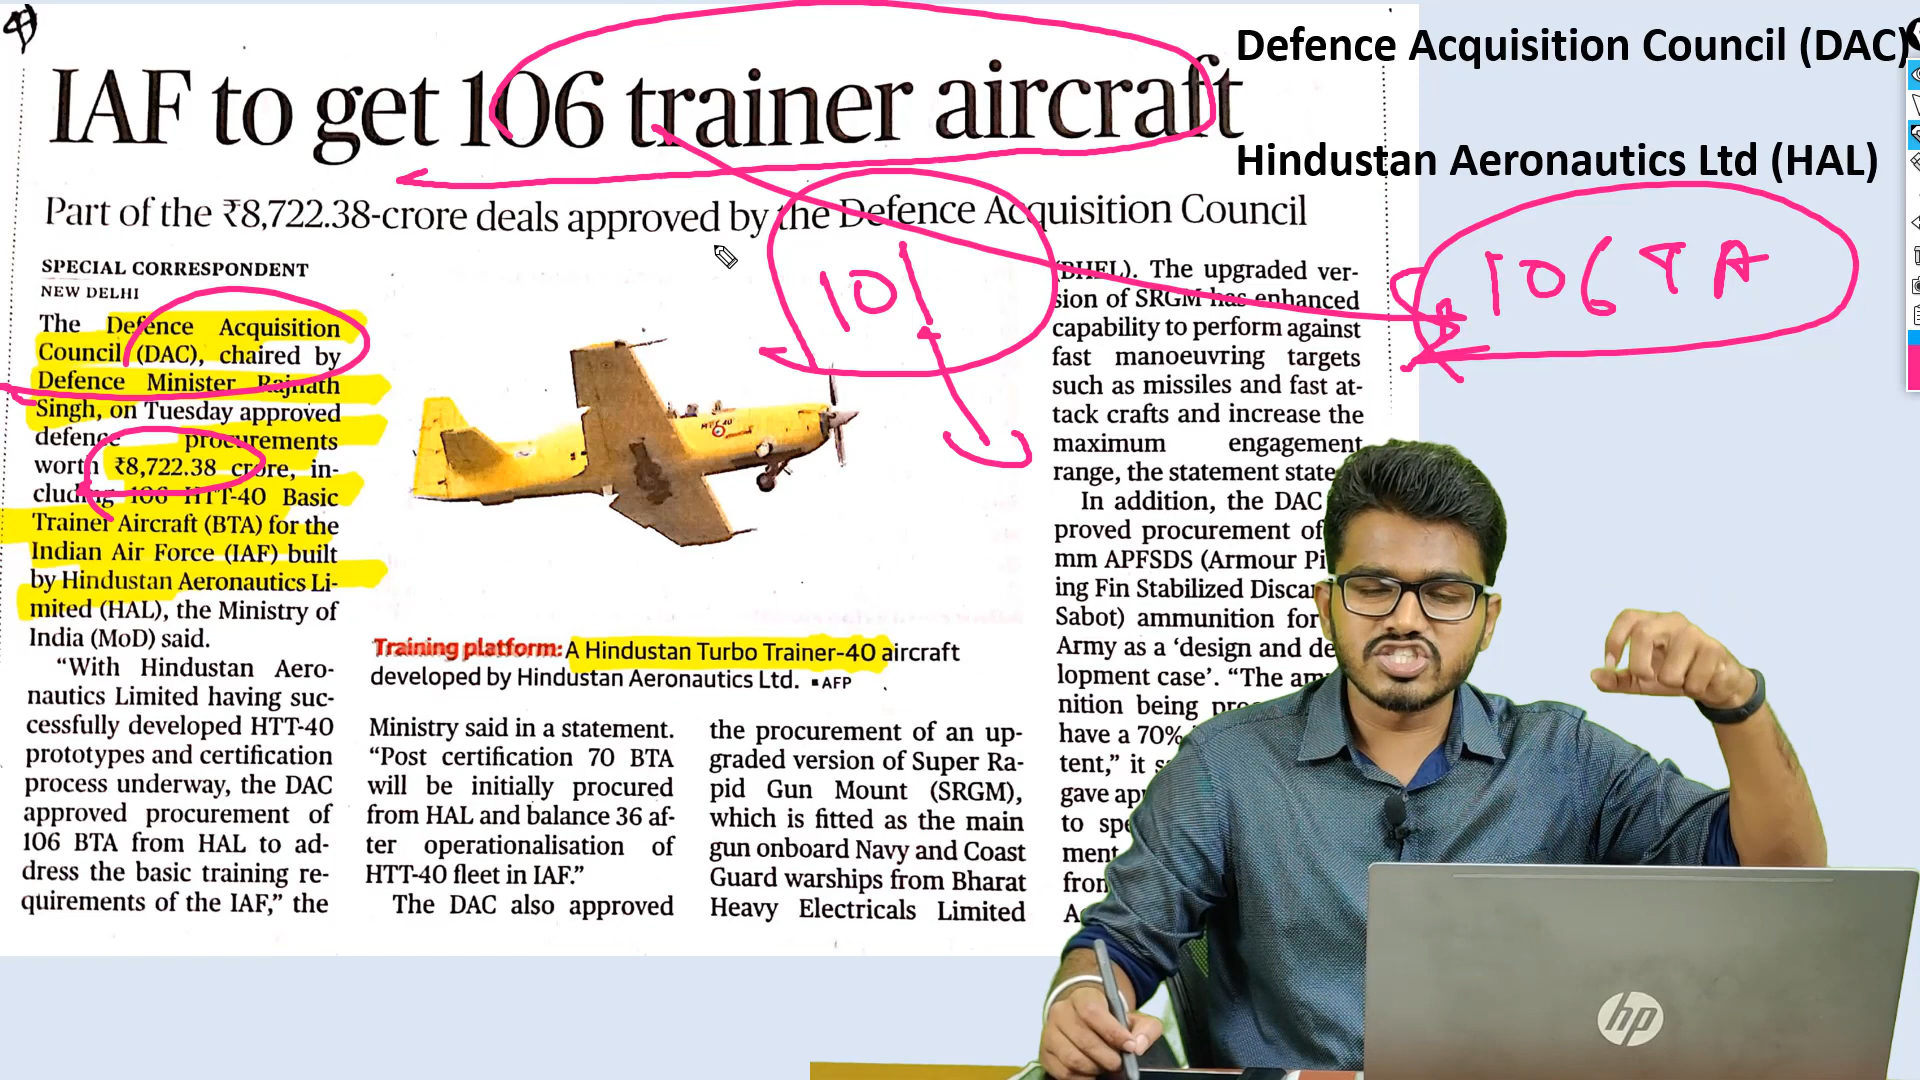 Defence Acquisition Council (DAC)
IAF to get 106 trainer aircraft
Hindustan Aeronautics Ltd (HAL)
Part of the ₹8,722.38-crore deals approved by the Defence Acquisition Council
101
106 T A
SPECIAL CORRESPONDENT
NEW DELHI
The Defence Acquisition
Council (DAC), chaired by
Defence Minister Rajnath
Singh, on Tuesday approved
defence procurements
worth ₹8,722.38 crore, in-
cluding 106 HTT-40 Basic
Trainer Aircraft (BTA) for the
Indian Air Force (IAF) built
by Hindustan Aeronautics Li-
mited (HAL), the Ministry of
India (MoD) said.
“With Hindustan Aero-
nautics Limited having suc-
cessfully developed HTT-40
prototypes and certification
process underway, the DAC
approved procurement of
106 BTA from HAL to ad-
dress the basic training re-
quirements of the IAF,” the
Training platform: A Hindustan Turbo Trainer-40 aircraft
developed by Hindustan Aeronautics Ltd. ▪ AFP
Ministry said in a statement.
“Post certification 70 BTA
will be initially procured
from HAL and balance 36 af-
ter operationalisation of
HTT-40 fleet in IAF.”
The DAC also approved
the procurement of an up-
graded version of Super Ra-
pid Gun Mount (SRGM),
which is fitted as the main
gun onboard Navy and Coast
Guard warships from Bharat
Heavy Electricals Limited
(BHEL). The upgraded ver-
sion of SRGM has enhanced
capability to perform against
fast manoeuvring targets
such as missiles and fast at-
tack crafts and increase the
maximum engagement
range, the statement
In addition, the DAC
proved procurement of
mm APFSDS (Armour
ing Fin Stabilized
Sabot) ammunition for
Army as a ‘design and
lopment case’. “The
nition being
have a 70%
tent,” it
gave
to
ment
hp